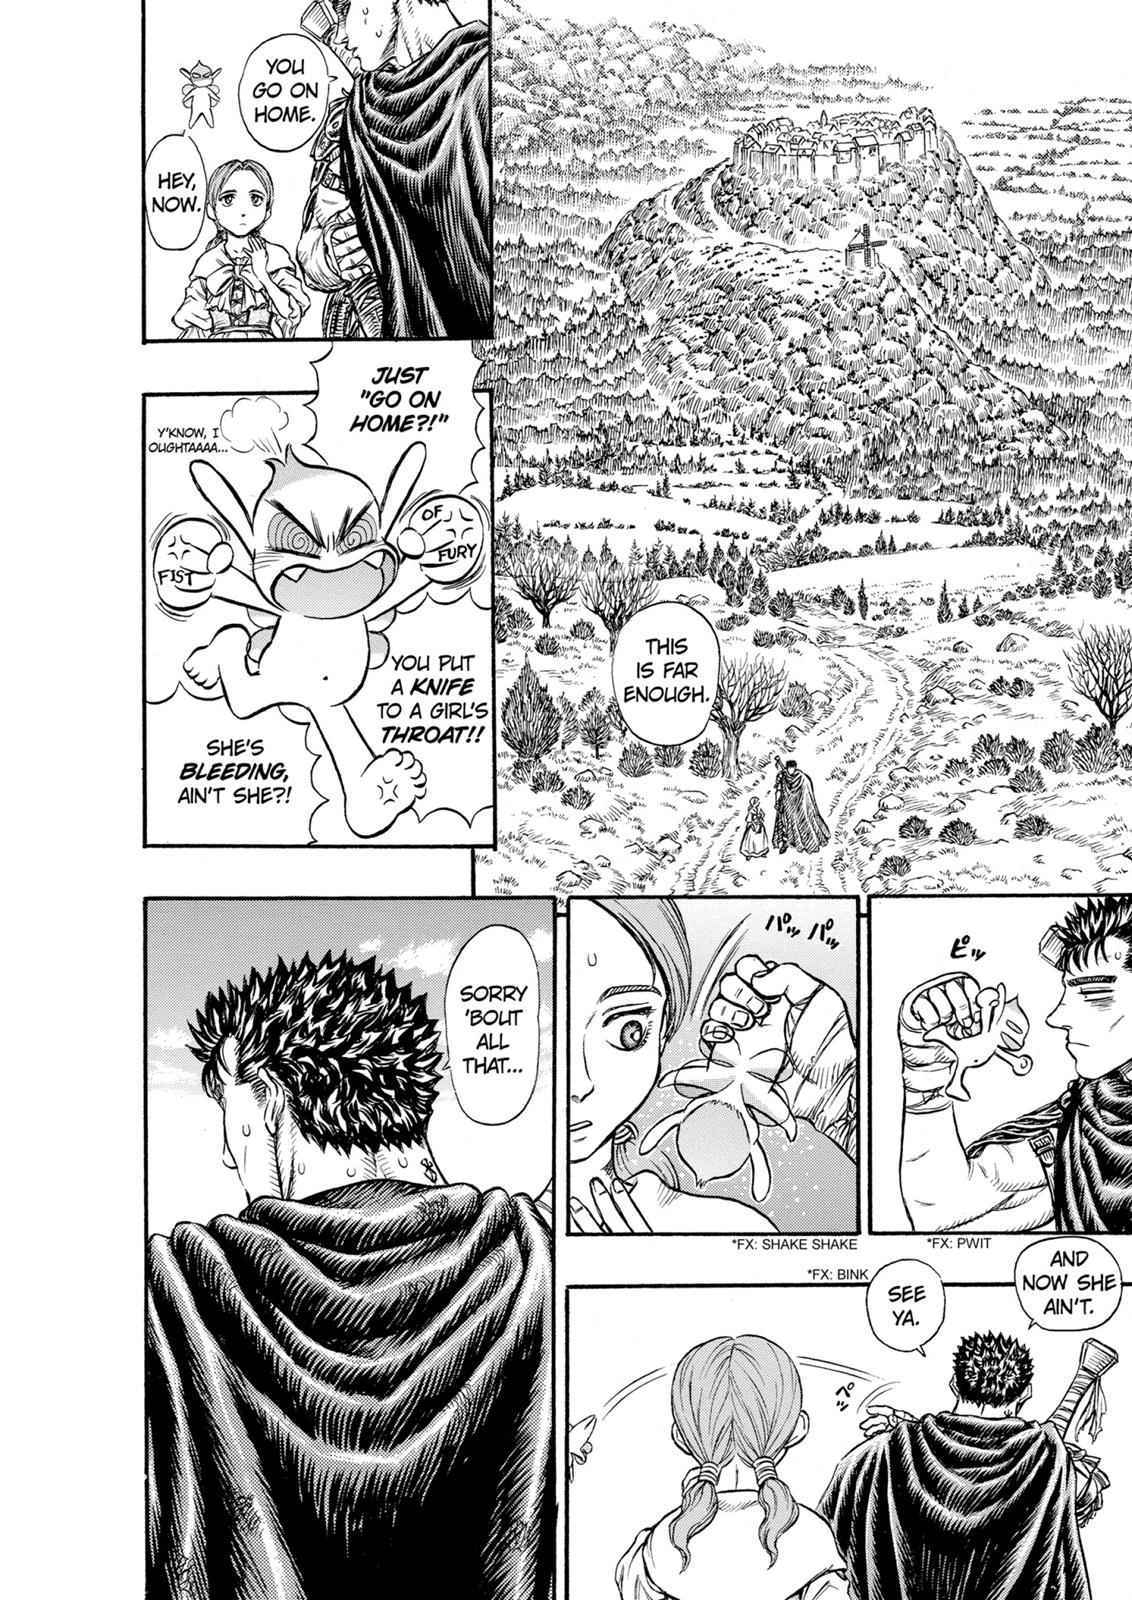 THIS
IS FAR
ENOUGH.
YOU
GO ON
HOME.
HEY,
NOW.
JUST
"GO ON
HOME?!"
Y'KNOW, I
OUGHTAAAA...
OF
FURY
FIST
YOU PUT
A KNIFE
TO A GIRL'S
THROAT!!
SHE'S
BLEEDING,
AIN'T SHE?!
ピッ
*FX: PWIT
パッ パッ
*FX: SHAKE SHAKE
SORRY
'BOUT
ALL
THAT...
AND
NOW SHE
AIN'T.
SEE
YA.
*FX: BINK
ペッ